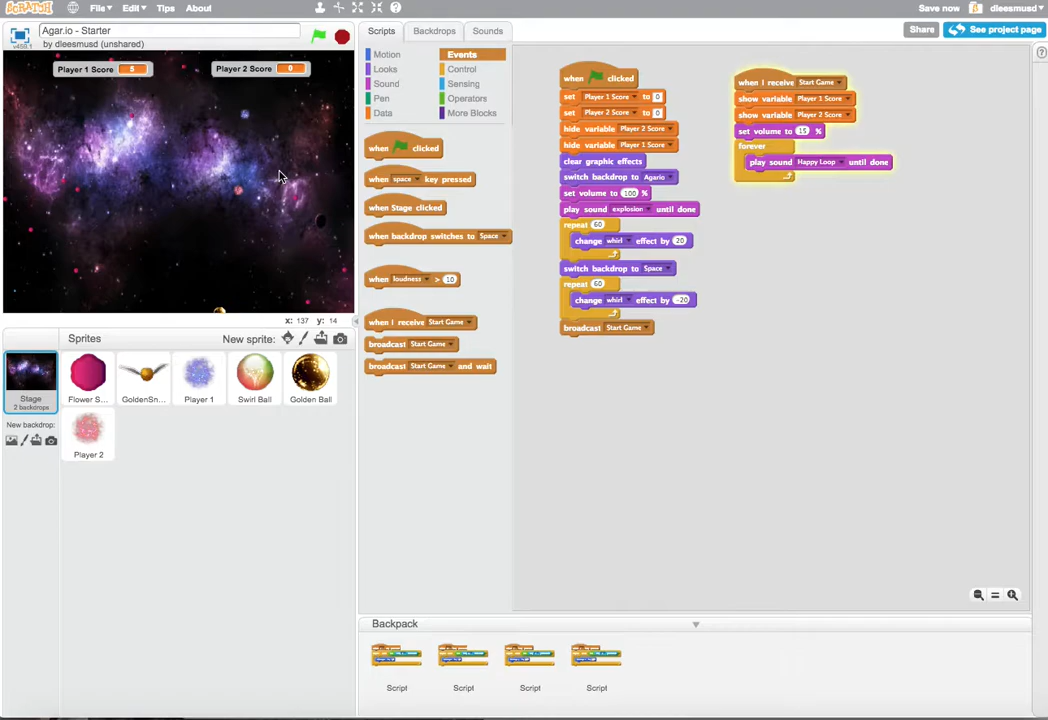 SCRATCH File Edit Tips About Save now dleesmusd
v458.1 Agar.io - Starter
by dleesmusd (unshared)
Share See project page
Player 1 Score 5 Player 2 Score 0
x: 137 y: 14
Scripts Backdrops Sounds
Motion Events
Looks Control
Sound Sensing
Pen Operators
Data More Blocks
when clicked
when space key pressed
when Stage clicked
when backdrop switches to Space
when loudness > 10
when I receive Start Game
broadcast Start Game
broadcast Start Game and wait
when clicked
set Player 1 Score to 0
set Player 2 Score to 0
hide variable Player 2 Score
hide variable Player 1 Score
clear graphic effects
switch backdrop to Agario
set volume to 100 %
play sound explosion until done
repeat 60
change whirl effect by 20
switch backdrop to Space
repeat 60
change whirl effect by -20
broadcast Start Game
when I receive Start Game
show variable Player 1 Score
show variable Player 2 Score
set volume to 15 %
forever
play sound Happy Loop until done
Sprites New sprite:
Stage
2 backdrops
New backdrop:
Flower S... GoldenSn... Player 1 Swirl Ball Golden Ball
Player 2
Backpack
Script Script Script Script